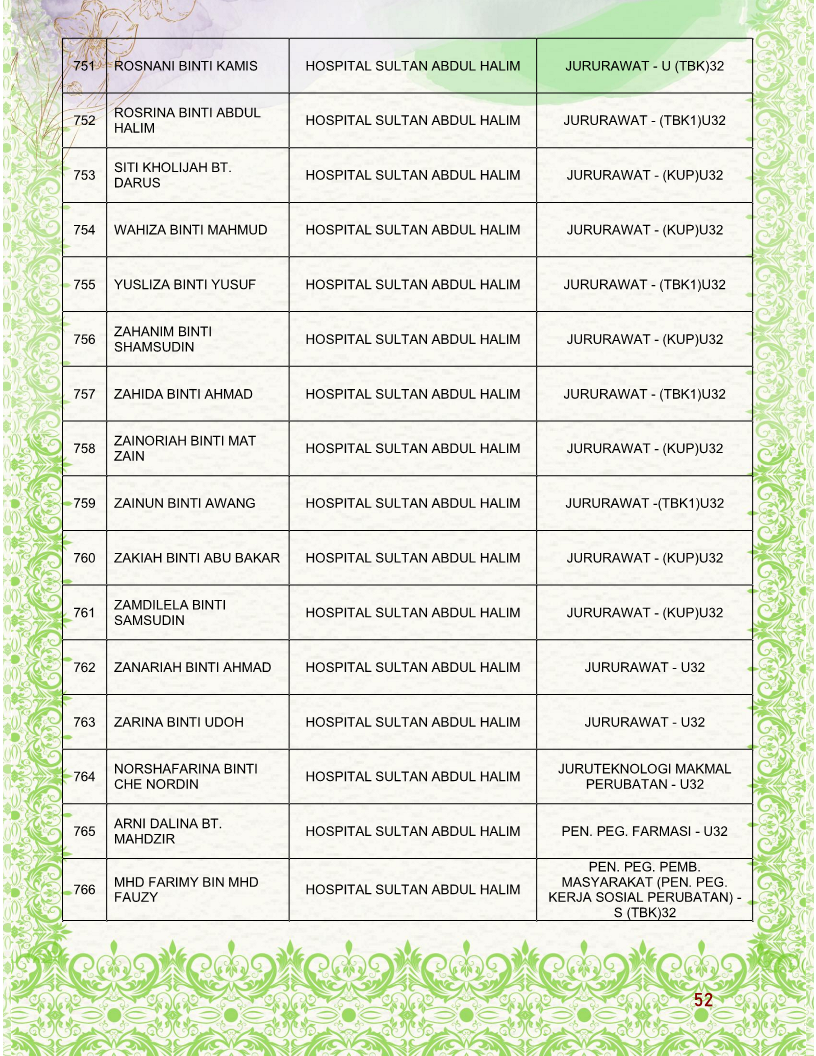 751 ROSNANI BINTI KAMIS HOSPITAL SULTAN ABDUL HALIM JURURAWAT - U (TBK)32
752 ROSRINA BINTI ABDUL HALIM HOSPITAL SULTAN ABDUL HALIM JURURAWAT - (TBK1)U32
753 SITI KHOLIJAH BT. DARUS HOSPITAL SULTAN ABDUL HALIM JURURAWAT - (KUP)U32
754 WAHIZA BINTI MAHMUD HOSPITAL SULTAN ABDUL HALIM JURURAWAT - (KUP)U32
755 YUSLIZA BINTI YUSUF HOSPITAL SULTAN ABDUL HALIM JURURAWAT - (TBK1)U32
756 ZAHANIM BINTI SHAMSUDIN HOSPITAL SULTAN ABDUL HALIM JURURAWAT - (KUP)U32
757 ZAHIDA BINTI AHMAD HOSPITAL SULTAN ABDUL HALIM JURURAWAT - (TBK1)U32
758 ZAINORIAH BINTI MAT ZAIN HOSPITAL SULTAN ABDUL HALIM JURURAWAT - (KUP)U32
759 ZAINUN BINTI AWANG HOSPITAL SULTAN ABDUL HALIM JURURAWAT -(TBK1)U32
760 ZAKIAH BINTI ABU BAKAR HOSPITAL SULTAN ABDUL HALIM JURURAWAT - (KUP)U32
761 ZAMDILELA BINTI SAMSUDIN HOSPITAL SULTAN ABDUL HALIM JURURAWAT - (KUP)U32
762 ZANARIAH BINTI AHMAD HOSPITAL SULTAN ABDUL HALIM JURURAWAT - U32
763 ZARINA BINTI UDOH HOSPITAL SULTAN ABDUL HALIM JURURAWAT - U32
764 NORSHAFARINA BINTI CHE NORDIN HOSPITAL SULTAN ABDUL HALIM JURUTEKNOLOGI MAKMAL PERUBATAN - U32
765 ARNI DALINA BT. MAHDZIR HOSPITAL SULTAN ABDUL HALIM PEN. PEG. FARMASI - U32
766 MHD FARIMY BIN MHD FAUZY HOSPITAL SULTAN ABDUL HALIM PEN. PEG. PEMB. MASYARAKAT (PEN. PEG. KERJA SOSIAL PERUBATAN) - S (TBK)32
52